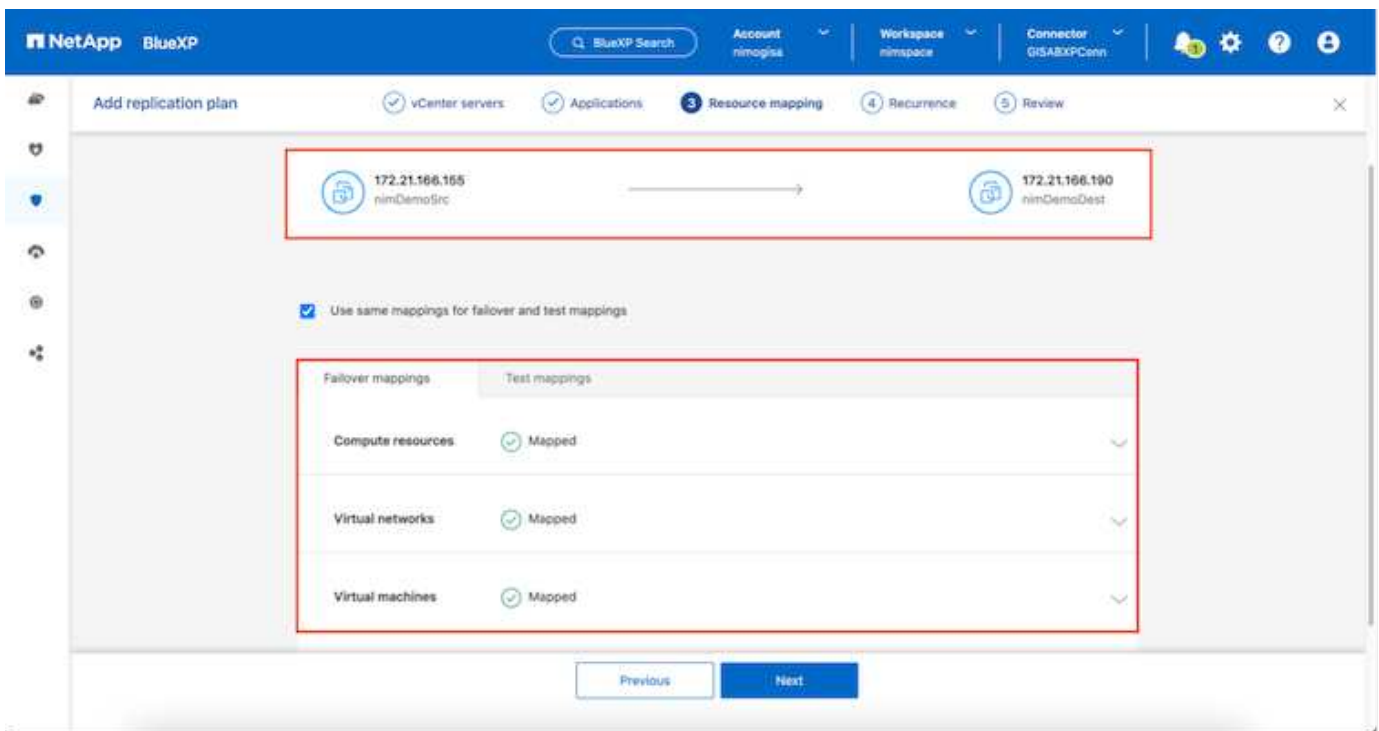 NetApp BlueXP
BlueXP Search
Account
nimogisa
Workspace
nimspace
Connector
GISABXPConn
Add replication plan
vCenter servers
Applications
3 Resource mapping
4 Recurrence
5 Review
172.21.166.165
nimDemoSrc
172.21.166.190
nimDemoDest
Use same mappings for failover and test mappings
Failover mappings
Test mappings
Compute resources
Mapped
Virtual networks
Mapped
Virtual machines
Mapped
Previous
Next